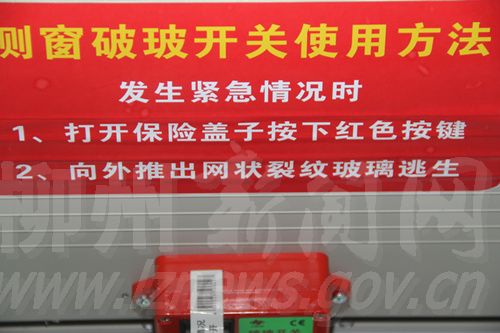 侧窗破玻开关使用方法
发生紧急情况时
1、打开保险盖子按下红色按键
2、向外推出网状裂纹玻璃逃生
柳州新闻网
www.lznews.gov.cn
CE